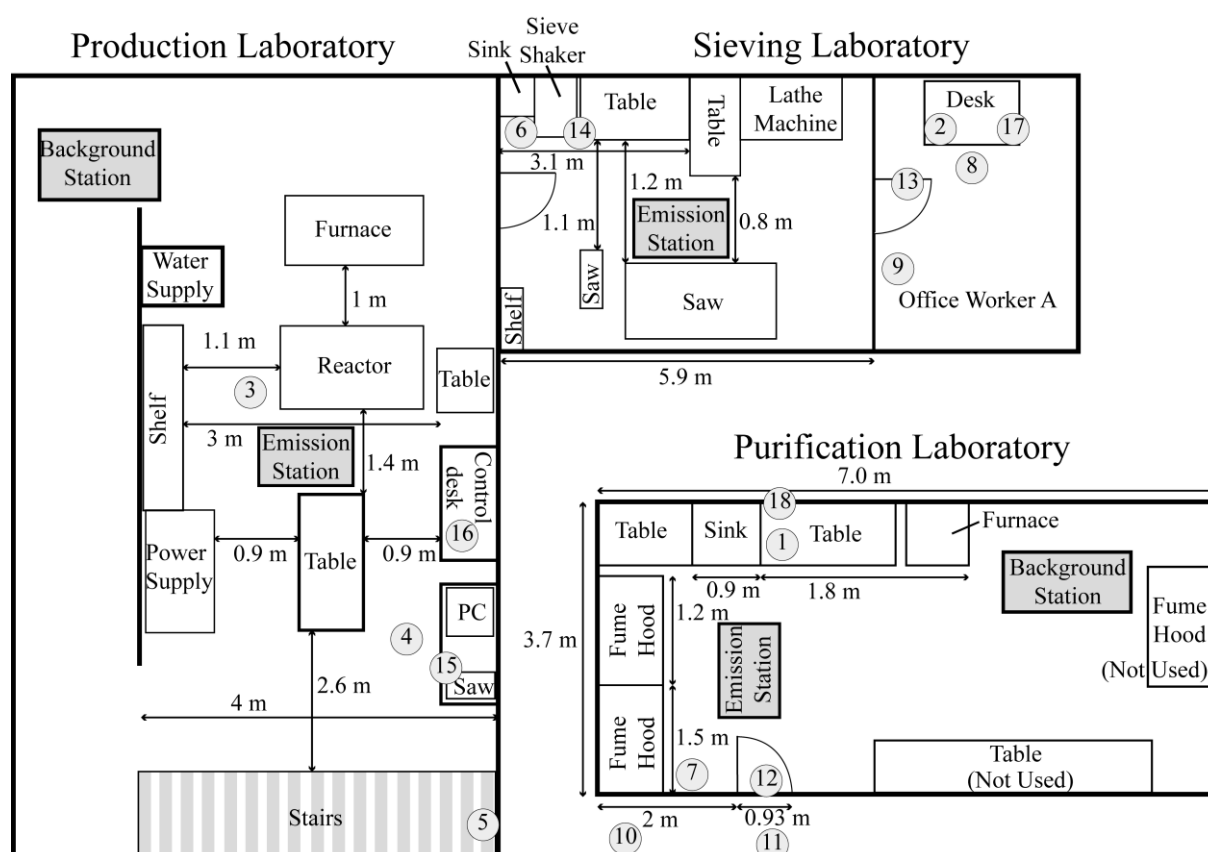 Production Laboratory
Background
Station
Furnace
Water
Supply
1 m
1.1 m
Reactor
Table
3
Shelf
3 m
Emission
Station
1.4 m
Control
desk
16
Power
Supply
0.9 m
Table
0.9 m
PC
4
15
Saw
2.6 m
4 m
Stairs
5
Sieving Laboratory
Sink
Sieve
Shaker
Table
Table
Lathe
Machine
6
14
3.1 m
1.2 m
1.1 m
Emission
Station
0.8 m
Saw
Saw
Shelf
5.9 m
Desk
2
17
8
13
9
Office Worker A
Purification Laboratory
7.0 m
18
Table
Sink
1
Table
Furnace
0.9 m
1.8 m
Background
Station
Fume
Hood
(Not Used)
3.7 m
Fume
Hood
1.2 m
Emission
Station
Fume
Hood
1.5 m
7
12
Table
(Not Used)
2 m
0.93 m
10
11